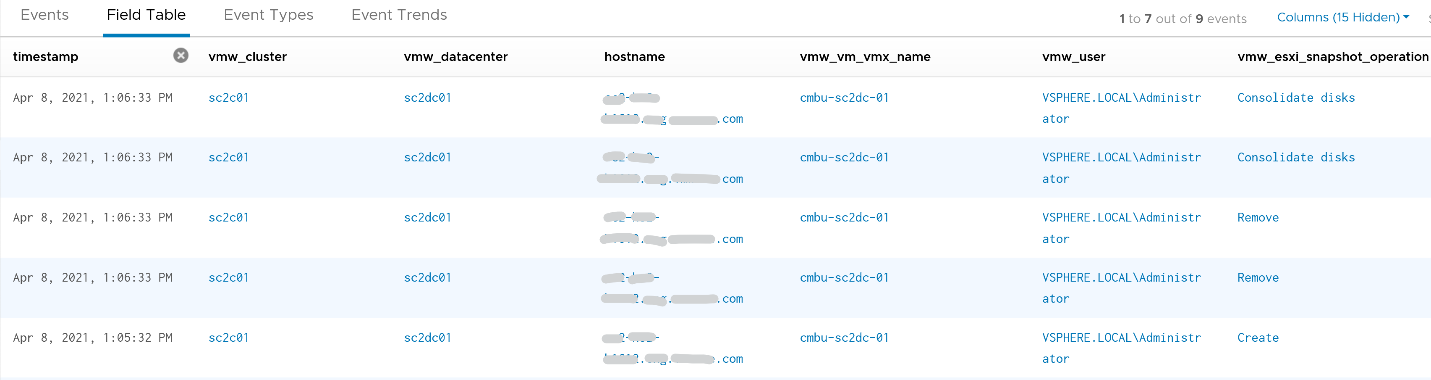 Events Field Table Event Types Event Trends 1 to 7 out of 9 events Columns (15 Hidden)
timestamp vmw_cluster vmw_datacenter hostname vmw_vm_vmx_name vmw_user vmw_esxi_snapshot_operation
Apr 8, 2021, 1:06:33 PM sc2c01 sc2dc01 cmbu-sc2dc-01 VSPHERE.LOCAL\Administr Consolidate disks
.com ator
Apr 8, 2021, 1:06:33 PM sc2c01 sc2dc01 cmbu-sc2dc-01 VSPHERE.LOCAL\Administr Consolidate disks
com ator
Apr 8, 2021, 1:06:33 PM sc2c01 sc2dc01 cmbu-sc2dc-01 VSPHERE.LOCAL\Administr Remove
.com ator
Apr 8, 2021, 1:06:33 PM sc2c01 sc2dc01 cmbu-sc2dc-01 VSPHERE.LOCAL\Administr Remove
.com ator
Apr 8, 2021, 1:05:32 PM sc2c01 sc2dc01 cmbu-sc2dc-01 VSPHERE.LOCAL\Administr Create
.com ator